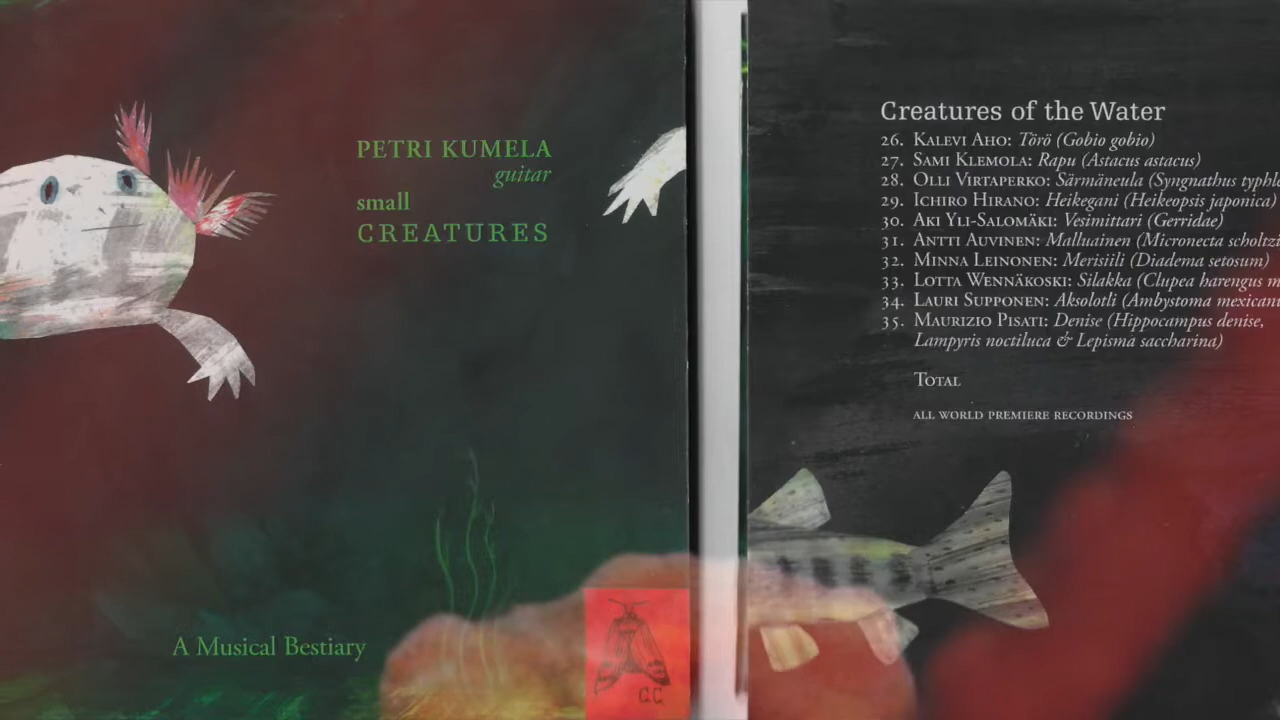 PETRI KUMELA
guitar
small
CREATURES
A Musical Bestiary
G.C.
Creatures of the Water
26. KALEVI AHO: Törö (Gobio gobio)
27. SAMI KLEMOLA: Rapu (Astacus astacus)
28. OLLI VIRTAPERKO: Särmäneula (Syngnathus typhle
29. ICHIRO HIRANO: Heikegani (Heikeopsis japonica)
30. AKI YLI-SALOMÄKI: Vesimittari (Gerridae)
31. ANTTI AUVINEN: Malluainen (Micronecta scholtzi
32. MINNA LEINONEN: Merisiili (Diadema setosum)
33. LOTTA WENNÄKOSKI: Silakka (Clupea harengus m
34. LAURI SUPPONEN: Aksolotli (Ambystoma mexicanu
35. MAURIZIO PISATI: Denise (Hippocampus denise,
Lampyris noctiluca & Lepisma saccharina)
TOTAL
ALL WORLD PREMIERE RECORDINGS